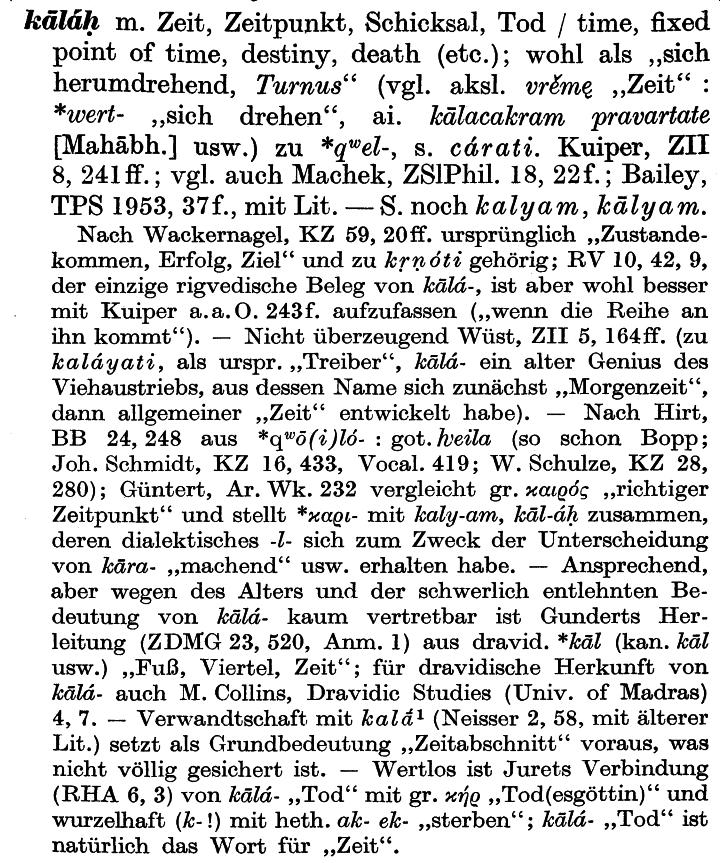 kāláḥ m. Zeit, Zeitpunkt, Schicksal, Tod / time, fixed
point of time, destiny, death (etc.); wohl als „sich
herumdrehend, Turnus“ (vgl. aksl. vrěmę „Zeit“ :
*wert- „sich drehen“, ai. kālacakram pravartate
[Mahābh.] usw.) zu *qʷel-, s. cárati. Kuiper, ZII
8, 241ff.; vgl. auch Machek, ZSlPhil. 18, 22f.; Bailey,
TPS 1953, 37f., mit Lit. — S. noch kalyam, kālyam.
Nach Wackernagel, KZ 59, 20ff. ursprünglich „Zustande-
kommen, Erfolg, Ziel“ und zu kṛṇóti gehörig; RV 10, 42, 9,
der einzige rigvedische Beleg von kālá-, ist aber wohl besser
mit Kuiper a.a.O. 243f. aufzufassen („wenn die Reihe an
ihn kommt“). — Nicht überzeugend Wüst, ZII 5, 164ff. (zu
kaláyati, als urspr. „Treiber“, kālá- ein alter Genius des
Viehaustriebs, aus dessen Name sich zunächst „Morgenzeit“,
dann allgemeiner „Zeit“ entwickelt habe). — Nach Hirt,
BB 24, 248 aus *qʷō(i)ló- : got. ƕeila (so schon Bopp;
Joh. Schmidt, KZ 16, 433, Vocal. 419; W. Schulze, KZ 28,
280); Güntert, Ar. Wk. 232 vergleicht gr. καιρός „richtiger
Zeitpunkt“ und stellt *καρι- mit kaly-am, kāl-áḥ zusammen,
deren dialektisches -l- sich zum Zweck der Unterscheidung
von kāra- „machend“ usw. erhalten habe. — Ansprechend,
aber wegen des Alters und der schwerlich entlehnten Be-
deutung von kālá- kaum vertretbar ist Gunderts Her-
leitung (ZDMG 23, 520, Anm. 1) aus dravid. *kāl (kan. kāl
usw.) „Fuß, Viertel, Zeit“; für dravidische Herkunft von
kālá- auch M. Collins, Dravidic Studies (Univ. of Madras)
4, 7. — Verwandtschaft mit kalā́¹ (Neisser 2, 58, mit älterer
Lit.) setzt als Grundbedeutung „Zeitabschnitt“ voraus, was
nicht völlig gesichert ist. — Wertlos ist Jurets Verbindung
(RHA 6, 3) von kālá- „Tod“ mit gr. κήρ „Tod(esgöttin)“ und
wurzelhaft (k-!) mit heth. ak- ek- „sterben“; kālá- „Tod“ ist
natürlich das Wort für „Zeit“.